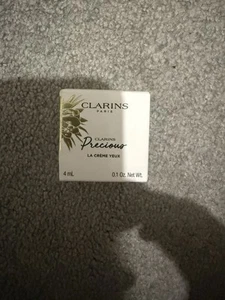 CLARINS
PARIS
CLARINS
Precious
LA CRÈME YEUX
4 mL 0.1 Oz. Net Wt.